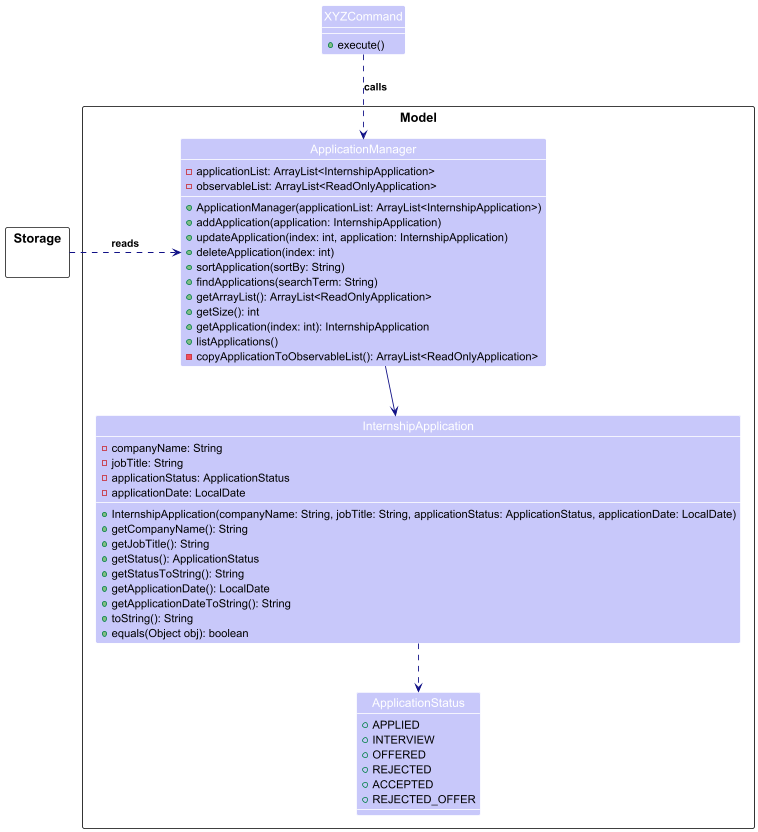 XYZCommand
execute()
calls
Model
ApplicationManager
applicationList: ArrayList<InternshipApplication>
observableList: ArrayList<ReadOnlyApplication>
ApplicationManager(applicationList: ArrayList<InternshipApplication>)
addApplication(application: InternshipApplication)
updateApplication(index: int, application: InternshipApplication)
deleteApplication(index: int)
sortApplication(sortBy: String)
findApplications(searchTerm: String)
getArrayList(): ArrayList<ReadOnlyApplication>
getSize(): int
getApplication(index: int): InternshipApplication
listApplications()
copyApplicationToObservableList(): ArrayList<ReadOnlyApplication>
Storage
reads
InternshipApplication
companyName: String
jobTitle: String
applicationStatus: ApplicationStatus
applicationDate: LocalDate
InternshipApplication(companyName: String, jobTitle: String, applicationStatus: ApplicationStatus, applicationDate: LocalDate)
getCompanyName(): String
getJobTitle(): String
getStatus(): ApplicationStatus
getStatusToString(): String
getApplicationDate(): LocalDate
getApplicationDateToString(): String
toString(): String
equals(Object obj): boolean
ApplicationStatus
APPLIED
INTERVIEW
OFFERED
REJECTED
ACCEPTED
REJECTED_OFFER